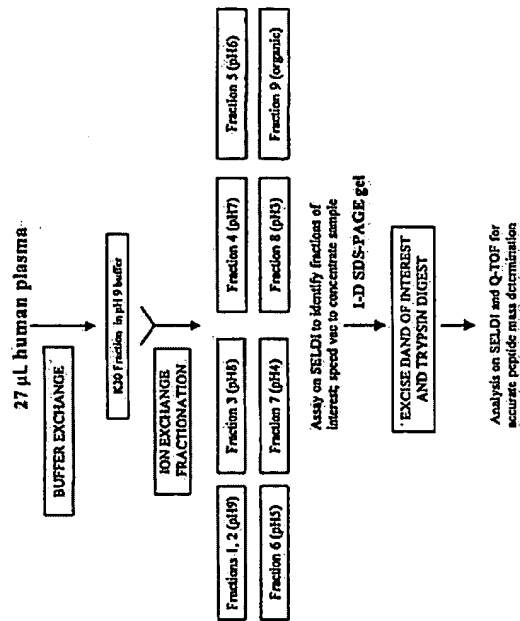 27 µL human plasma
BUFFER EXCHANGE
K30 Fraction in pH 9 buffer
ION EXCHANGE
FRACTIONATION
Fractions 1, 2 (pH9)
Fraction 3 (pH8)
Fraction 4 (pH7)
Fraction 5 (pH6)
Fraction 6 (pH5)
Fraction 7 (pH4)
Fraction 8 (pH3)
Fraction 9 (organic)
Assay on SELDI to identify fractions of
interest; speed vac to concentrate sample
1-D SDS-PAGE gel
EXCISE BAND OF INTEREST
AND TRYPSIN DIGEST
Analysis on SELDI and Q-TOF for
accurate peptide mass determination